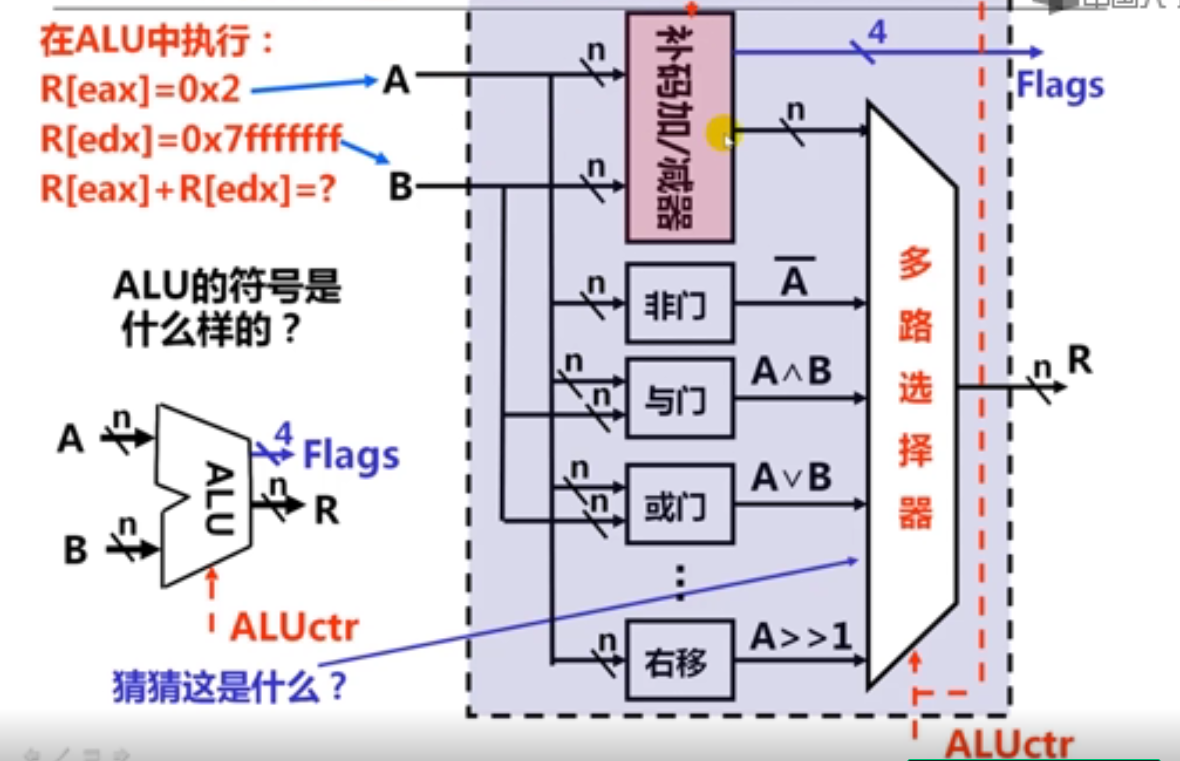 在ALU中执行：
R[eax]=0x2
R[edx]=0x7fffffff
R[eax]+R[edx]=?
A
B
n
n
补码加/减器
4
Flags
n
ALU的符号是
什么样的？
n
非门
A
n
n
与门
A∧B
n
n
或门
A∨B
⋮
n
右移
A>>1
多路选择器
n
R
A
n
B
n
ALU
4
Flags
n
R
ALUctr
猜猜这是什么？
ALUctr